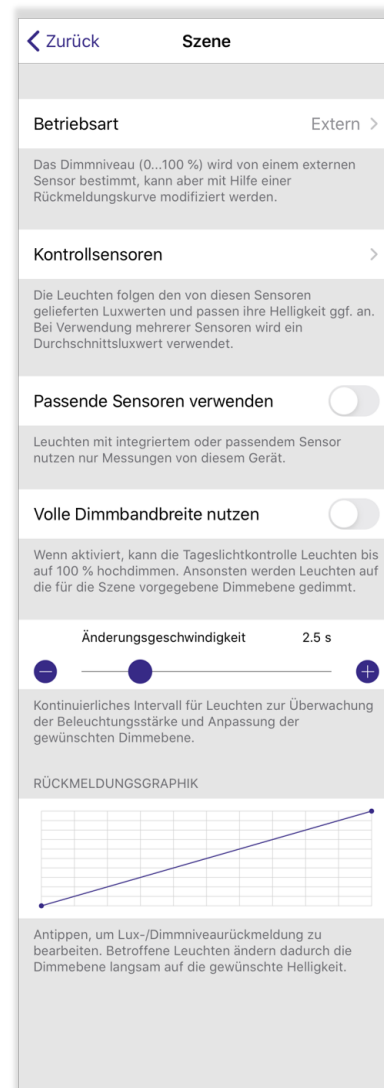 Zurück
Szene
Betriebsart
Extern
Das Dimmniveau (0...100 %) wird von einem externen
Sensor bestimmt, kann aber mit Hilfe einer
Rückmeldungskurve modifiziert werden.
Kontrollsensoren
Die Leuchten folgen den von diesen Sensoren
gelieferten Luxwerten und passen ihre Helligkeit ggf. an.
Bei Verwendung mehrerer Sensoren wird ein
Durchschnittsluxwert verwendet.
Passende Sensoren verwenden
Leuchten mit integriertem oder passendem Sensor
nutzen nur Messungen von diesem Gerät.
Volle Dimmbandbreite nutzen
Wenn aktiviert, kann die Tageslichtkontrolle Leuchten bis
auf 100 % hochdimmen. Ansonsten werden Leuchten auf
die für die Szene vorgegebene Dimmebene gedimmt.
Änderungsgeschwindigkeit 2.5 s
Kontinuierliches Intervall für Leuchten zur Überwachung
der Beleuchtungsstärke und Anpassung der
gewünschten Dimmebene.
RÜCKMELDUNGSGRAPHIK
Antippen, um Lux-/Dimmniveaurückmeldung zu
bearbeiten. Betroffene Leuchten ändern dadurch die
Dimmebene langsam auf die gewünschte Helligkeit.